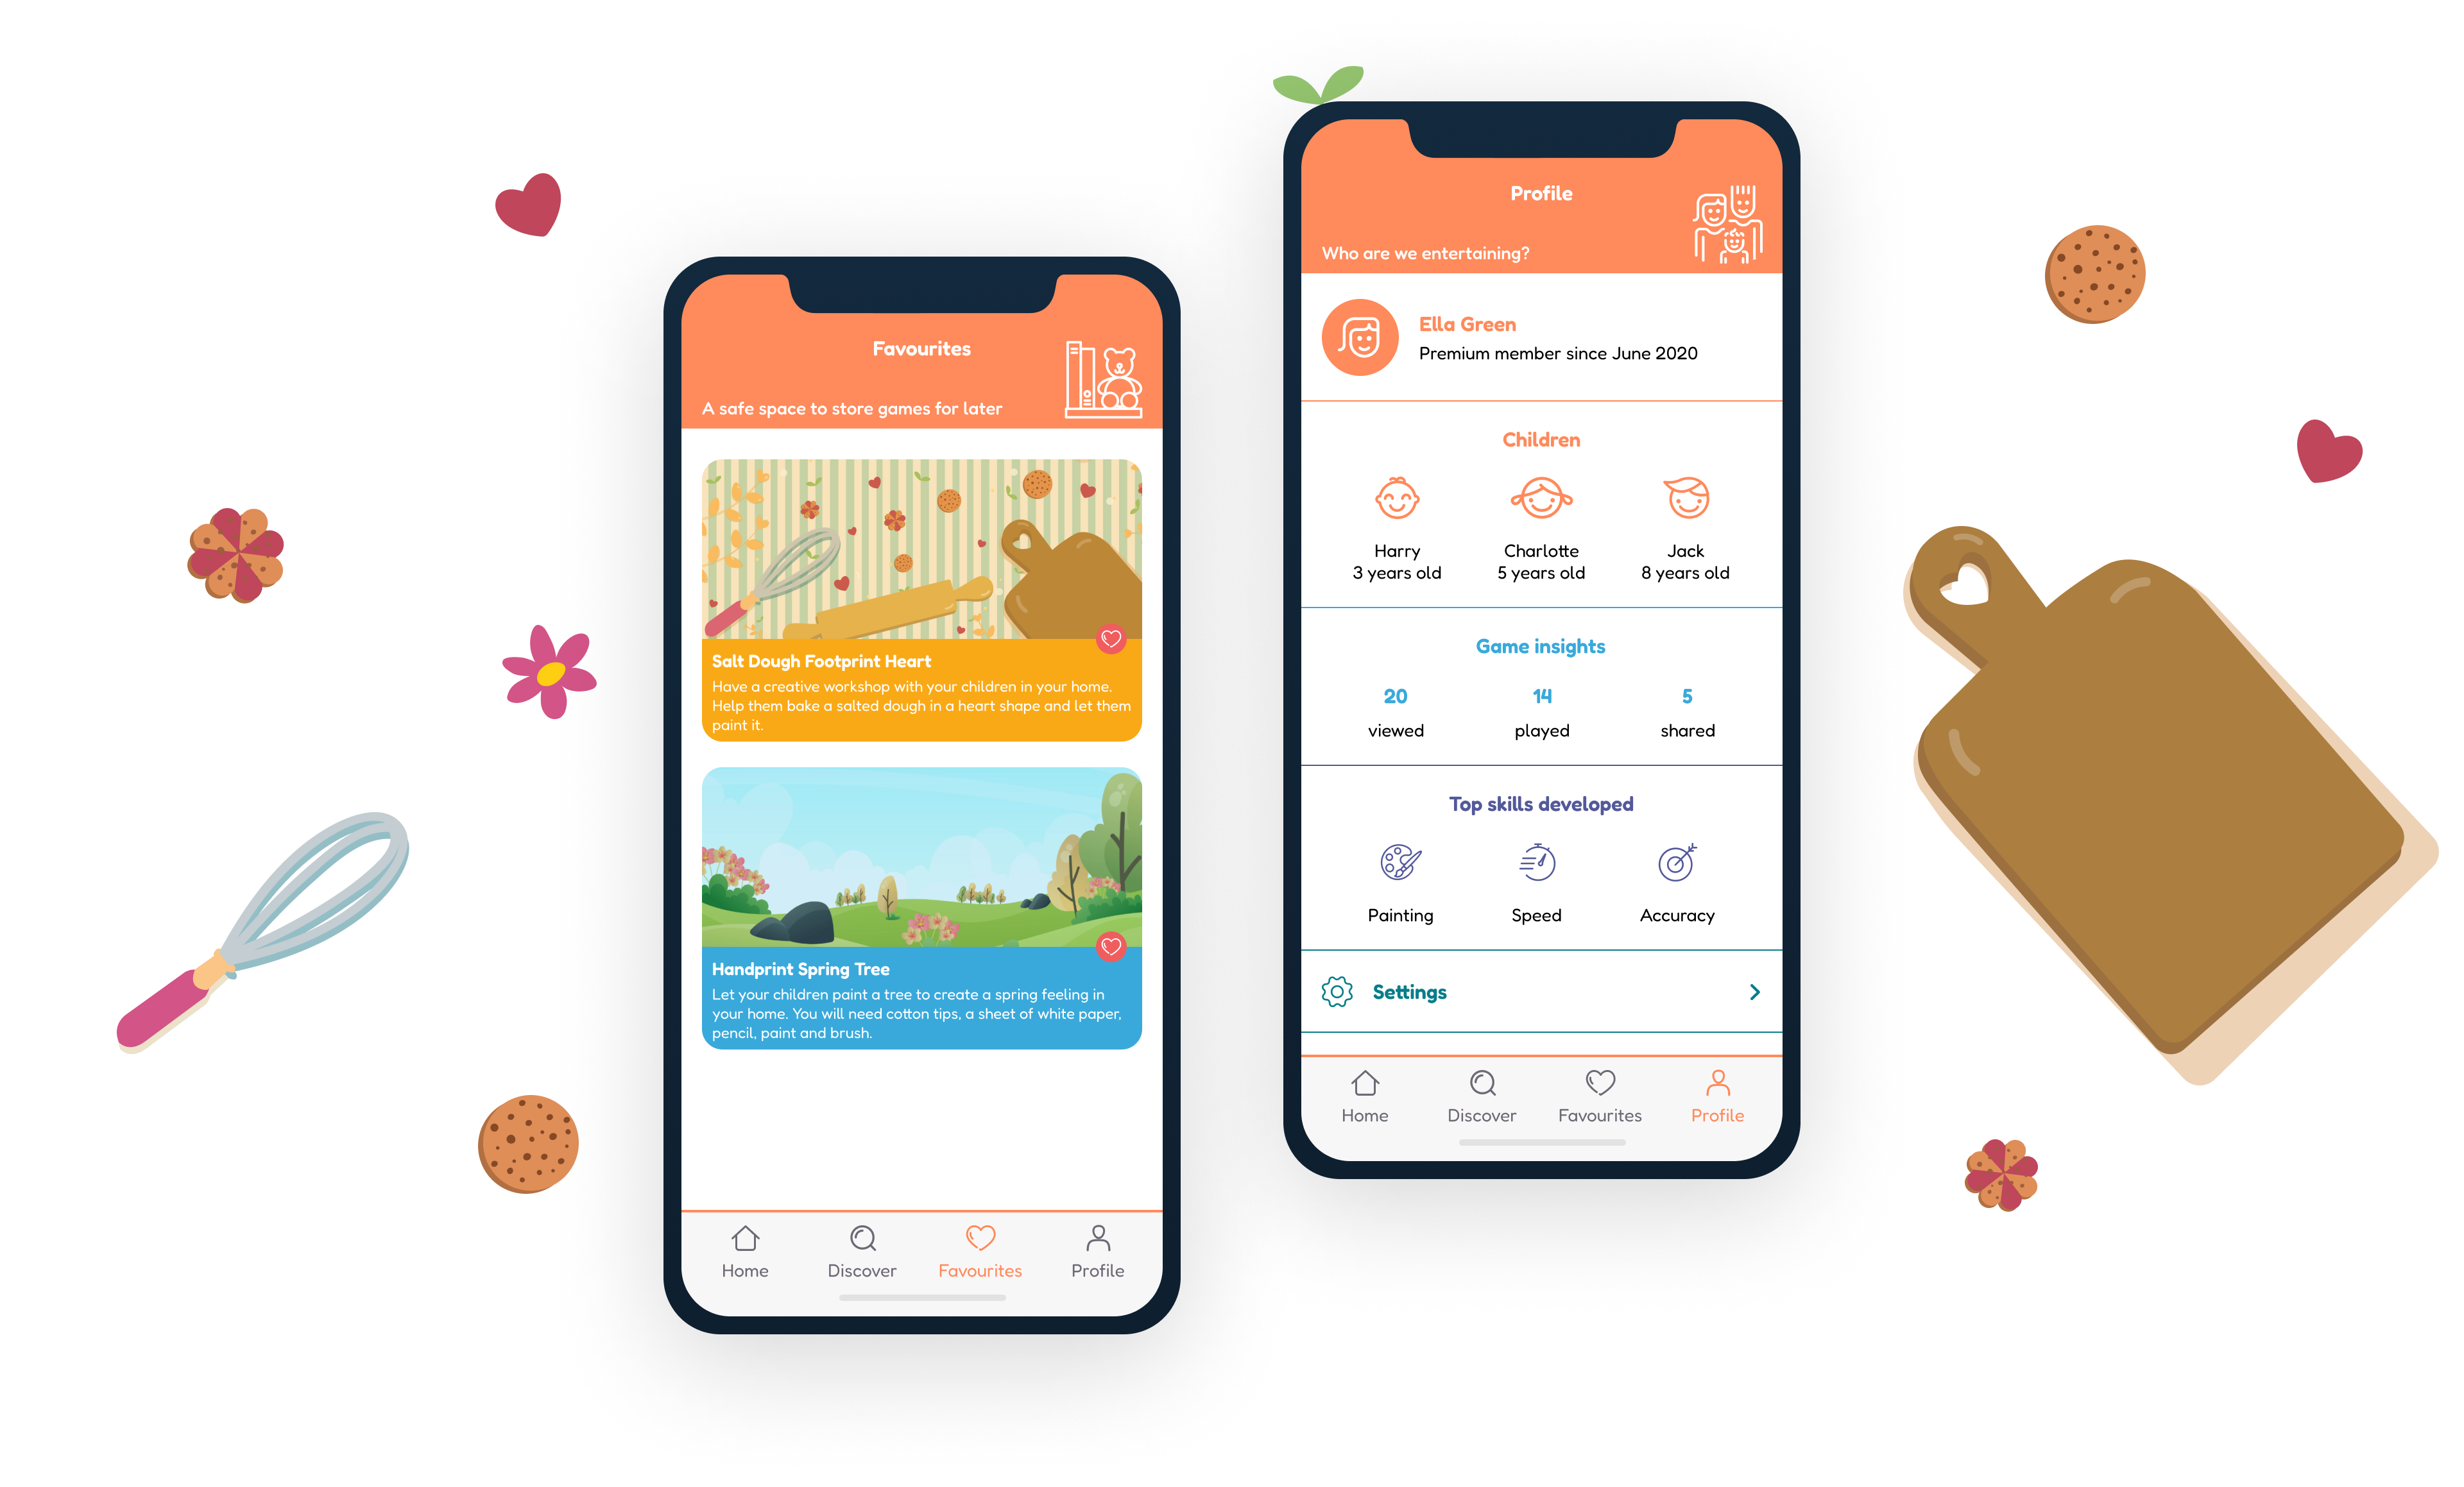 Favourites
A safe space to store games for later
Salt Dough Footprint Heart
Have a creative workshop with your children in your home.
Help them bake a salted dough in a heart shape and let them
paint it.
Handprint Spring Tree
Let your children paint a tree to create a spring feeling in
your home. You will need cotton tips, a sheet of white paper,
pencil, paint and brush.
Home Discover Favourites Profile
Profile
Who are we entertaining?
Ella Green
Premium member since June 2020
Children
Harry Charlotte Jack
3 years old 5 years old 8 years old
Game insights
20 14 5
viewed played shared
Top skills developed
Painting Speed Accuracy
Settings
Home Discover Favourites Profile